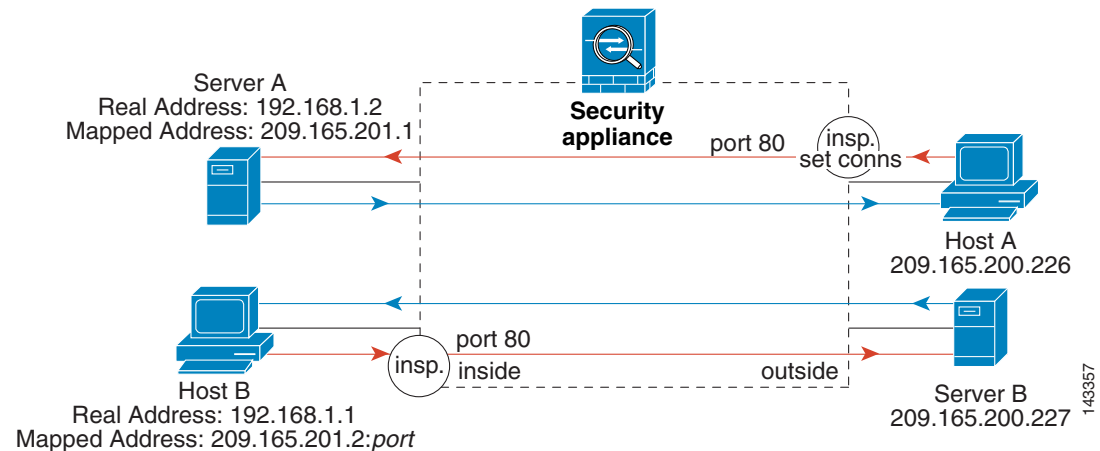 Server A
Real Address: 192.168.1.2
Mapped Address: 209.165.201.1
Security
appliance
port 80
insp.
set conns
Host A
209.165.200.226
port 80
insp.
inside
outside
Host B
Real Address: 192.168.1.1
Mapped Address: 209.165.201.2:port
Server B
209.165.200.227
143357